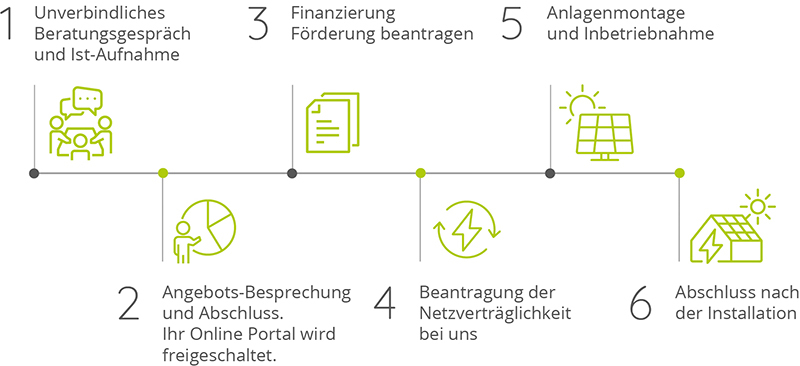 1 Unverbindliches
Beratungsgespräch
und Ist-Aufnahme
2 Angebots-Besprechung
und Abschluss.
Ihr Online Portal wird
freigeschaltet.
3 Finanzierung
Förderung beantragen
4 Beantragung der
Netzverträglichkeit
bei uns
5 Anlagenmontage
und Inbetriebnahme
6 Abschluss nach
der Installation